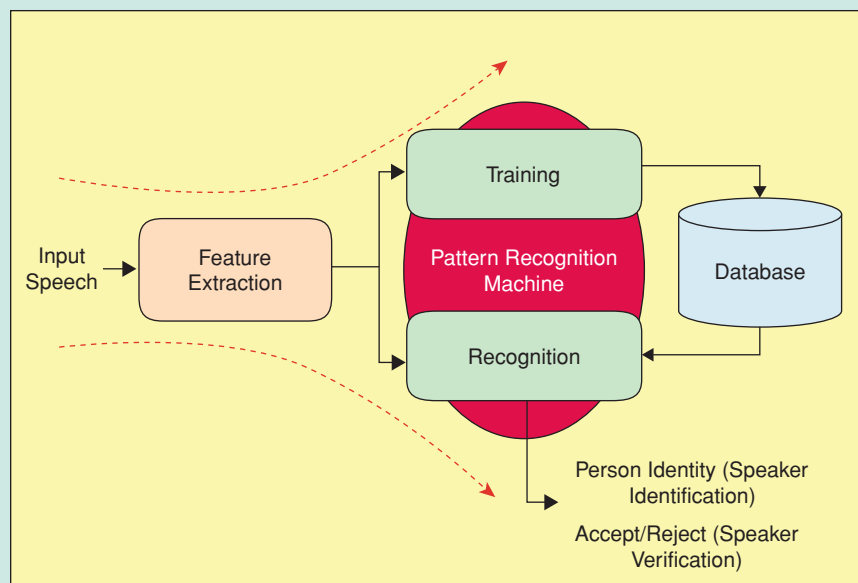 Input
Speech
Feature
Extraction
Training
Pattern Recognition
Machine
Recognition
Database
Person Identity (Speaker
Identification)
Accept/Reject (Speaker
Verification)